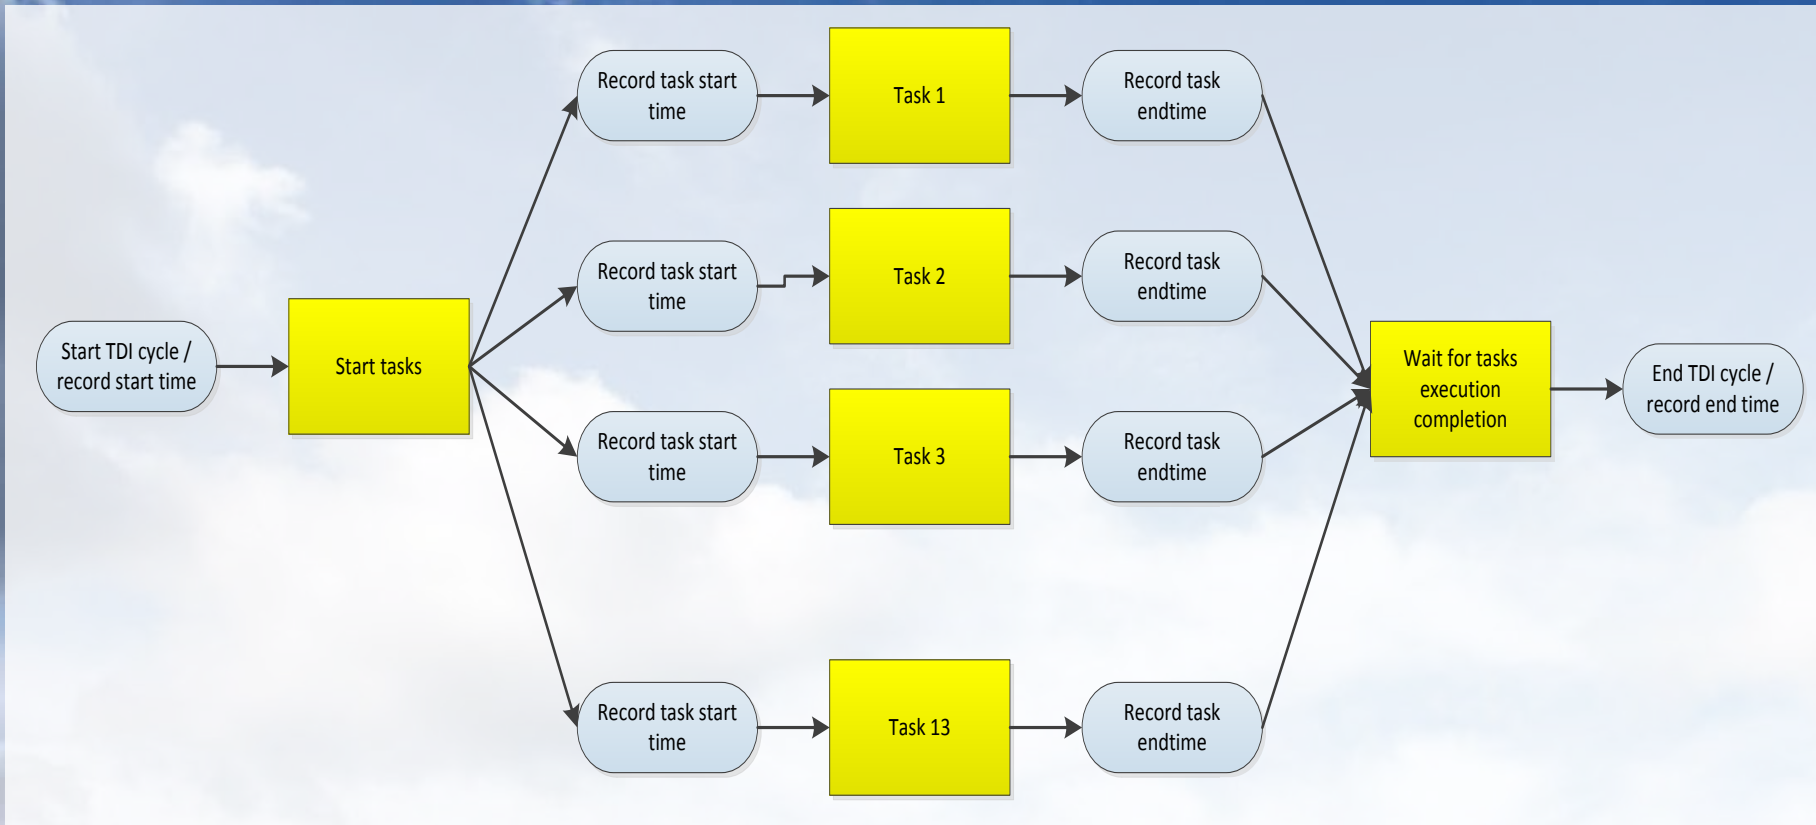 Start TDI cycle /
record start time
Start tasks
Record task start
time
Task 1
Record task
endtime
Record task start
time
Task 2
Record task
endtime
Record task start
time
Task 3
Record task
endtime
Record task start
time
Task 13
Record task
endtime
Wait for tasks
execution
completion
End TDI cycle /
record end time